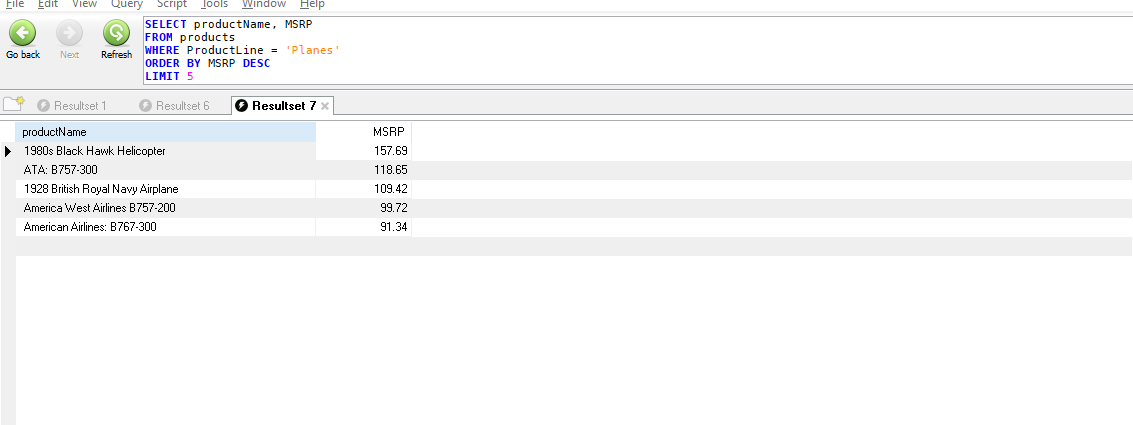 File Edit View Query Script Tools Window Help
Go back Next Refresh
SELECT productName, MSRP
FROM products
WHERE ProductLine = 'Planes'
ORDER BY MSRP DESC
LIMIT 5
Resultset 1 Resultset 6 Resultset 7
productName MSRP
1980s Black Hawk Helicopter 157.69
ATA: B757-300 118.65
1928 British Royal Navy Airplane 109.42
America West Airlines B757-200 99.72
American Airlines: B767-300 91.34